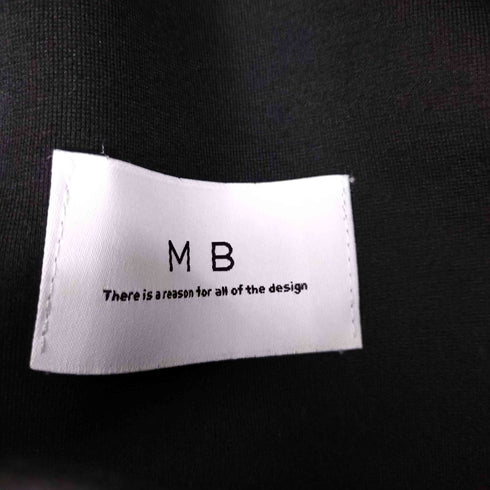 M B
There is a reason for all of the design